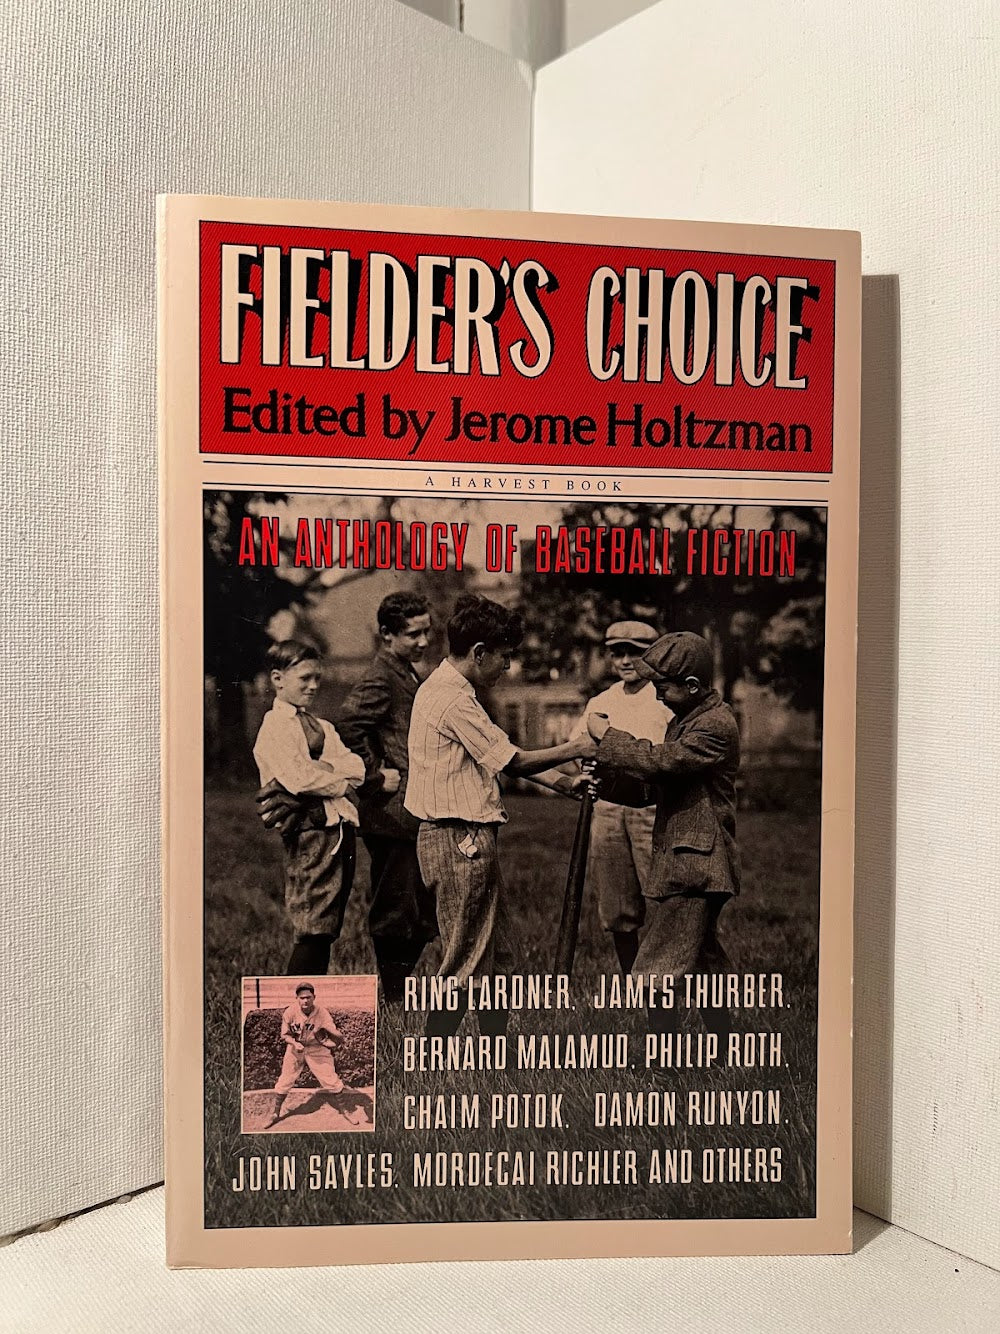 FIELDER'S CHOICE
Edited by Jerome Holtzman
A HARVEST BOOK
AN ANTHOLOGY OF BASEBALL FICTION
RING LARDNER, JAMES THURBER,
BERNARD MALAMUD, PHILIP ROTH,
CHAIM POTOK, DAMON RUNYON,
JOHN SAYLES, MORDECAI RICHLER AND OTHERS